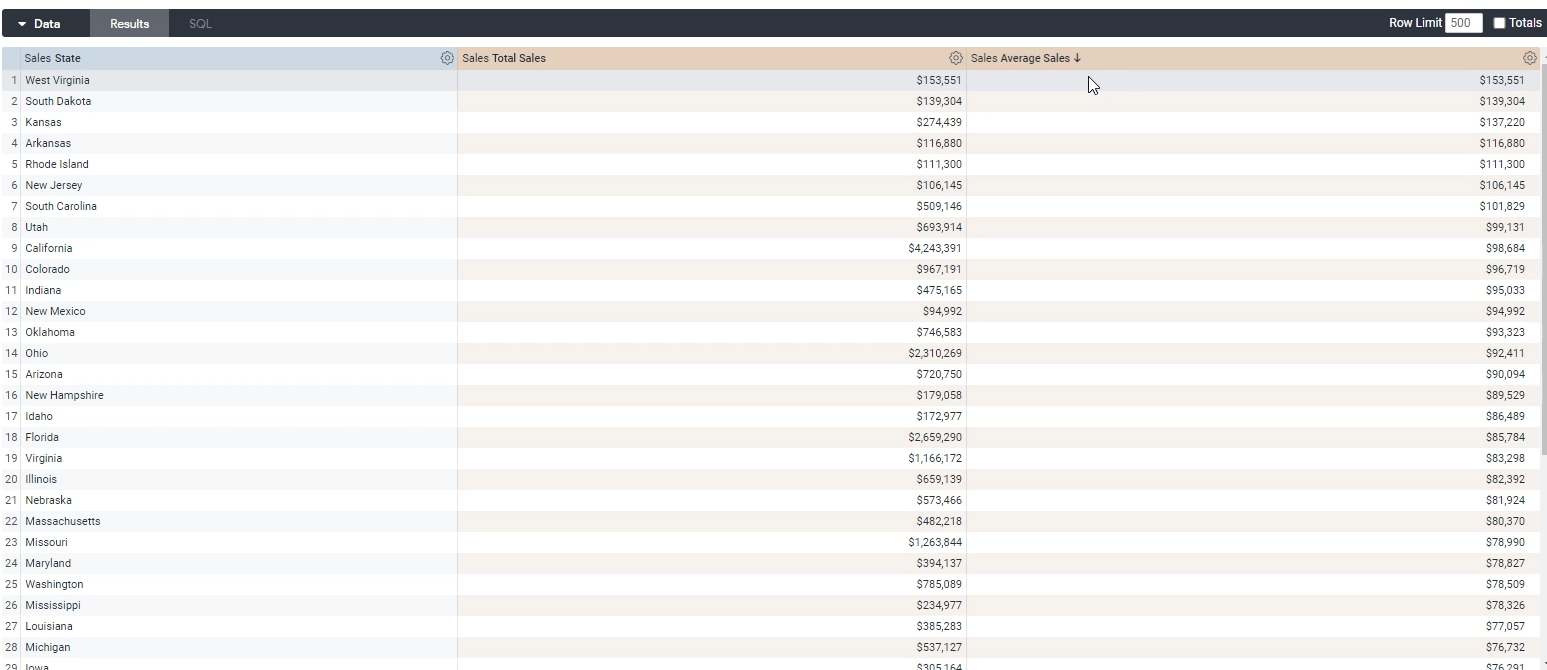 Data Results SQL Row Limit 500 Totals
Sales State Sales Total Sales Sales Average Sales ↓
1 West Virginia $153,551 $153,551
2 South Dakota $139,304 $139,304
3 Kansas $274,439 $137,220
4 Arkansas $116,880 $116,880
5 Rhode Island $111,300 $111,300
6 New Jersey $106,145 $106,145
7 South Carolina $509,146 $101,829
8 Utah $693,914 $99,131
9 California $4,243,391 $98,684
10 Colorado $967,191 $96,719
11 Indiana $475,165 $95,033
12 New Mexico $94,992 $94,992
13 Oklahoma $746,583 $93,323
14 Ohio $2,310,269 $92,411
15 Arizona $720,750 $90,094
16 New Hampshire $179,058 $89,529
17 Idaho $172,977 $86,489
18 Florida $2,659,290 $85,784
19 Virginia $1,166,172 $83,298
20 Illinois $659,139 $82,392
21 Nebraska $573,466 $81,924
22 Massachusetts $482,218 $80,370
23 Missouri $1,263,844 $78,990
24 Maryland $394,137 $78,827
25 Washington $785,089 $78,509
26 Mississippi $234,977 $78,326
27 Louisiana $385,283 $77,057
28 Michigan $537,127 $76,732
29 Iowa $305,164 $76,291